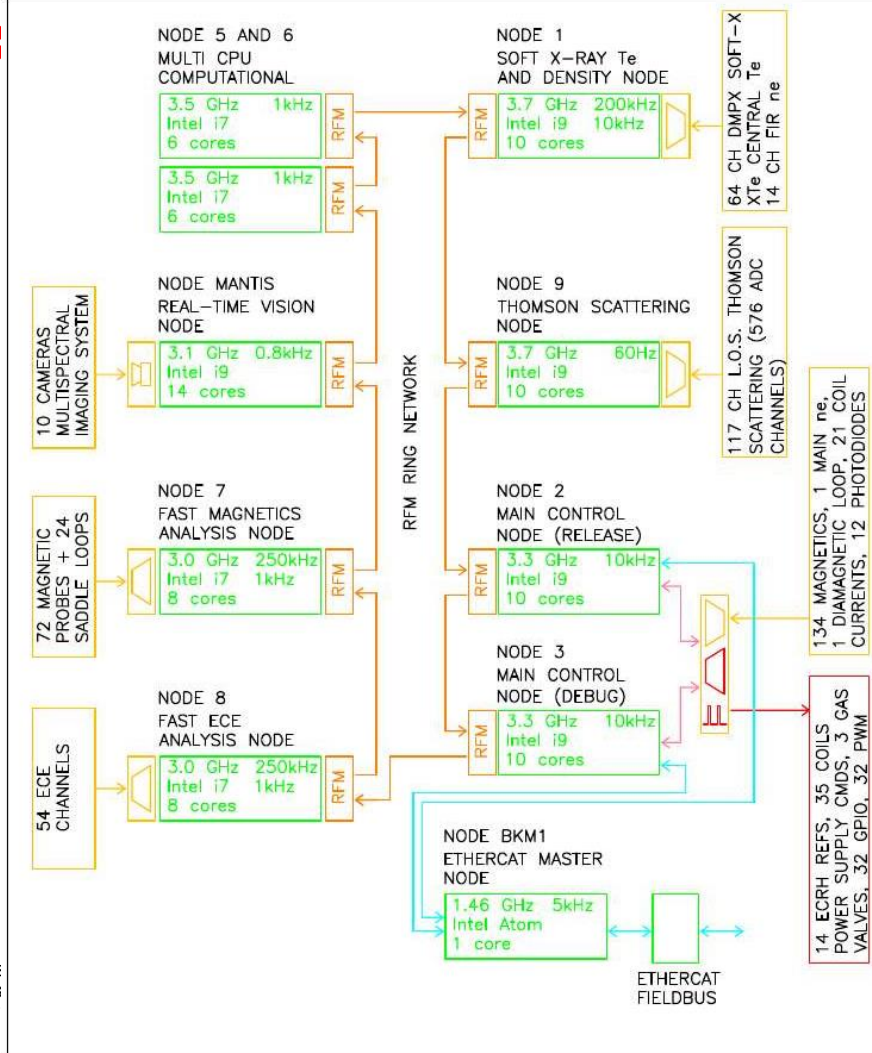 NODE 5 AND 6
MULTI CPU
COMPUTATIONAL
3.5 GHz 1kHz
Intel i7
6 cores
RFM
3.5 GHz 1kHz
Intel i7
6 cores
RFM
NODE 1
SOFT X-RAY Te
AND DENSITY NODE
RFM
3.7 GHz 200kHz
Intel i9 10kHz
10 cores
64 CH DMPX SOFT-X
XTe CENTRAL Te
14 CH FIR ne
NODE MANTIS
REAL-TIME VISION
NODE
10 CAMERAS
MULTISPECTRAL
IMAGING SYSTEM
3.1 GHz 0.8kHz
Intel i9
14 cores
RFM
RFM RING NETWORK
NODE 9
THOMSON SCATTERING
NODE
RFM
3.7 GHz 60Hz
Intel i9
10 cores
117 CH L.O.S. THOMSON
SCATTERING (576 ADC
CHANNELS)
NODE 7
FAST MAGNETICS
ANALYSIS NODE
72 MAGNETIC
PROBES + 24
SADDLE LOOPS
3.0 GHz 250kHz
Intel i7 1kHz
8 cores
RFM
NODE 2
MAIN CONTROL
NODE (RELEASE)
RFM
3.3 GHz 10kHz
Intel i9
10 cores
134 MAGNETICS, 1 MAIN ne,
1 DIAMAGNETIC LOOP, 21 COIL
CURRENTS, 12 PHOTODIODES
NODE 8
FAST ECE
ANALYSIS NODE
54 ECE
CHANNELS
3.0 GHz 250kHz
Intel i7 1kHz
8 cores
RFM
NODE 3
MAIN CONTROL
NODE (DEBUG)
RFM
3.3 GHz 10kHz
Intel i9
10 cores
14 ECRH REFS, 35 COILS
POWER SUPPLY CMDS, 3 GAS
VALVES, 32 GPIO, 32 PWM
NODE BKM1
ETHERCAT MASTER
NODE
1.46 GHz 5kHz
Intel Atom
1 core
ETHERCAT
FIELDBUS